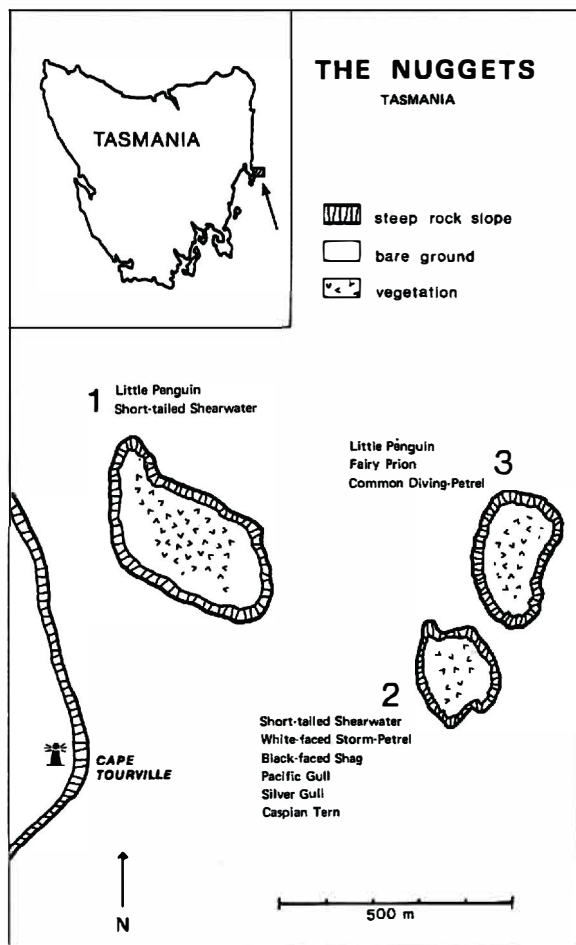 THE NUGGETS
TASMANIA
TASMANIA
steep rock slope
bare ground
vegetation
1
Little Penguin
Short-tailed Shearwater
Little Penguin
Fairy Prion
Common Diving-Petrel
3
2
Short-tailed Shearwater
White-faced Storm-Petrel
Black-faced Shag
Pacific Gull
Silver Gull
Caspian Tern
CAPE
TOURVILLE
N
500 m